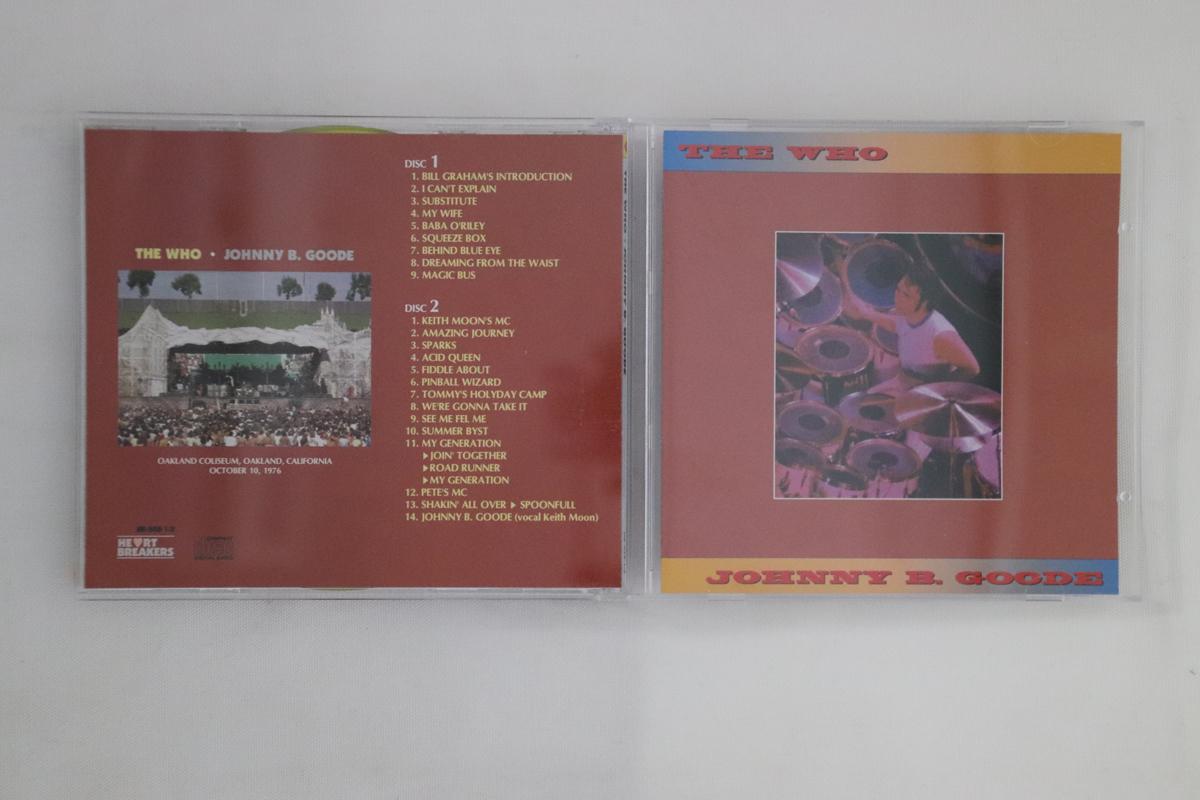 THE WHO • JOHNNY B. GOODE
OAKLAND COLISEUM, OAKLAND, CALIFORNIA
OCTOBER 10, 1976
HEART
BREAKERS
COMPACT
DIGITAL AUDIO
DISC 1
1. BILL GRAHAM'S INTRODUCTION
2. I CAN'T EXPLAIN
3. SUBSTITUTE
4. MY WIFE
5. BABA O'RILEY
6. SQUEEZE BOX
7. BEHIND BLUE EYE
8. DREAMING FROM THE WAIST
9. MAGIC BUS
DISC 2
1. KEITH MOON'S MC
2. AMAZING JOURNEY
3. SPARKS
4. ACID QUEEN
5. FIDDLE ABOUT
6. PINBALL WIZARD
7. TOMMY'S HOLYDAY CAMP
8. WE'RE GONNA TAKE IT
9. SEE ME FEL ME
10. SUMMER BYST
11. MY GENERATION
▶JOIN' TOGETHER
▶ROAD RUNNER
▶MY GENERATION
12. PETE'S MC
13. SHAKIN' ALL OVER ▶ SPOONFULL
14. JOHNNY B. GOODE (vocal Keith Moon)
THE WHO
JOHNNY B. GOODE